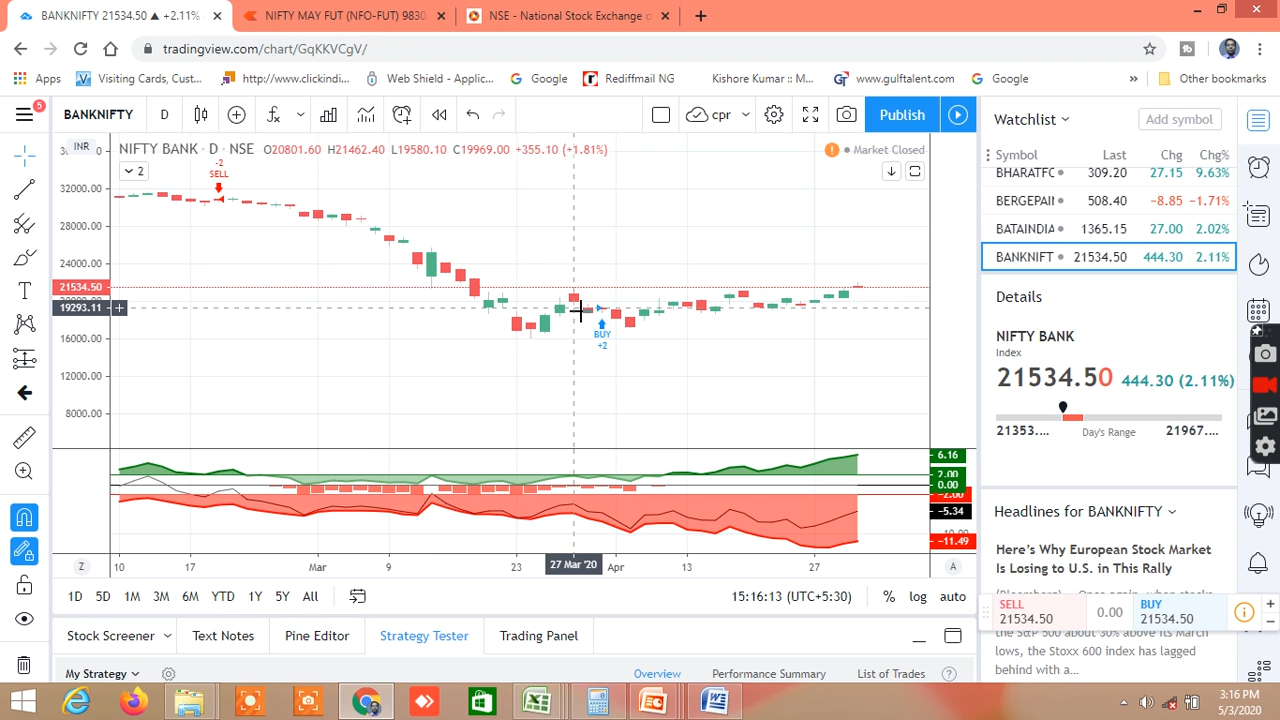 BANKNIFTY 21534.50 ▲ +2.11%
NIFTY MAY FUT (NFO-FUT) 9830
NSE - National Stock Exchange o
tradingview.com/chart/GqKKVCgV/
Apps
Visiting Cards, Cust...
http://www.clickindi...
Web Shield - Applic...
Google
Rediffmail NG
Kishore Kumar :: M...
www.gulftalent.com
Google
»
Other bookmarks
5
BANKNIFTY
D
cpr
Publish
INR
NIFTY BANK · D · NSE O20801.60 H21462.40 L19580.10 C19969.00 +355.10 (+1.81%)
Market Closed
2
-2
SELL
32000.00
28000.00
24000.00
21534.50
19293.11
16000.00
12000.00
8000.00
BUY
+2
6.16
2.00
0.00
-2.00
-5.34
-11.49
Z
10
17
Mar
9
23
27 Mar '20
Apr
13
27
A
1D
5D
1M
3M
6M
YTD
1Y
5Y
All
15:16:13 (UTC+5:30)
%
log
auto
Stock Screener
Text Notes
Pine Editor
Strategy Tester
Trading Panel
My Strategy
Overview
Performance Summary
List of Trades
Watchlist
Add symbol
Symbol Last Chg Chg%
BHARATFC 309.20 27.15 9.63%
BERGEPAIN 508.40 −8.85 −1.71%
BATAINDIA 1365.15 27.00 2.02%
BANKNIFT 21534.50 444.30 2.11%
Details
NIFTY BANK
Index
21534.50 444.30 (2.11%)
21353....
Day's Range
21967....
Headlines for BANKNIFTY
Here's Why European Stock Market
Is Losing to U.S. in This Rally
SELL
21534.50
0.00
BUY
21534.50
the S&P 500 about 30% above its March
lows, the Stoxx 600 index has lagged
behind with a...
3:16 PM
5/3/2020